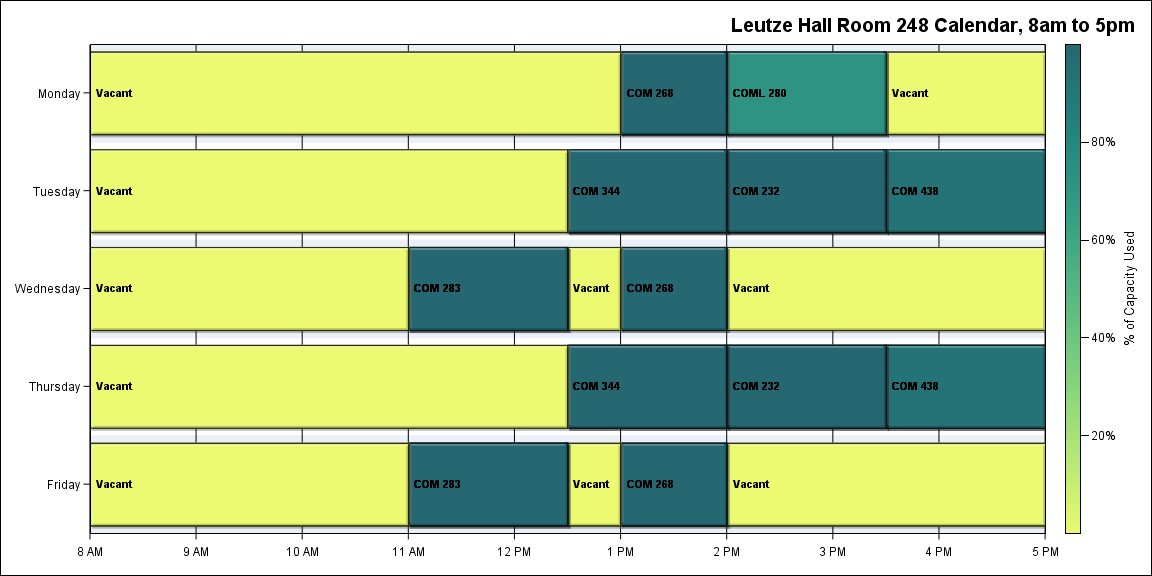 Leutze Hall Room 248 Calendar, 8am to 5pm
Monday
Vacant
COM 268
COML 280
Vacant
Tuesday
Vacant
COM 344
COM 232
COM 438
Wednesday
Vacant
COM 283
Vacant
COM 268
Vacant
Thursday
Vacant
COM 344
COM 232
COM 438
Friday
Vacant
COM 283
Vacant
COM 268
Vacant
8 AM
9 AM
10 AM
11 AM
12 PM
1 PM
2 PM
3 PM
4 PM
5 PM
80%
60%
40%
20%
% of Capacity Used